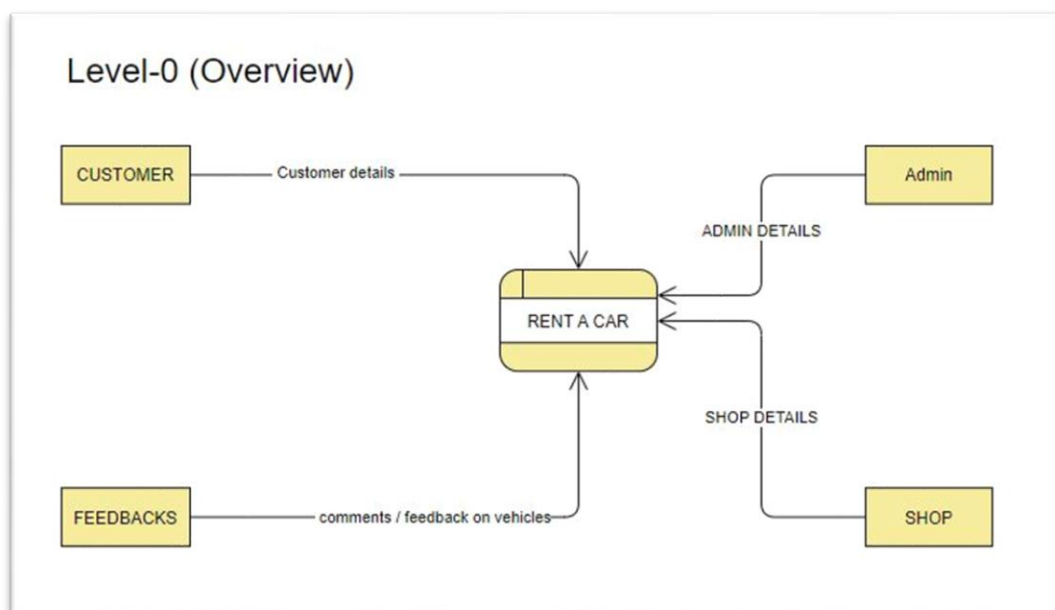 Level-0 (Overview)
CUSTOMER
Customer details
Admin
ADMIN DETAILS
RENT A CAR
SHOP DETAILS
FEEDBACKS
comments / feedback on vehicles
SHOP